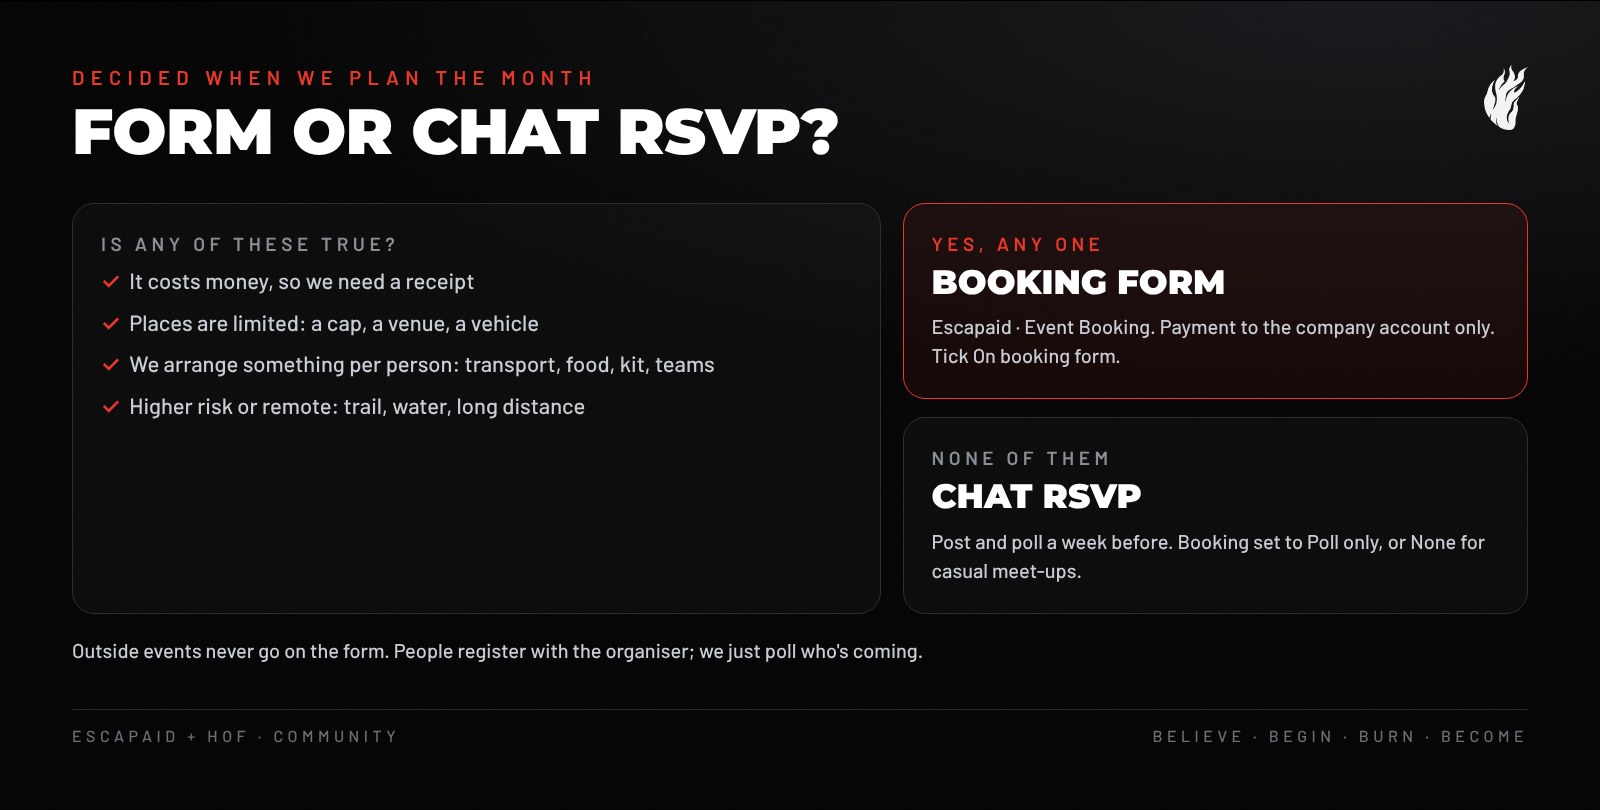 DECIDED WHEN WE PLAN THE MONTH
FORM OR CHAT RSVP?
IS ANY OF THESE TRUE?
It costs money, so we need a receipt
Places are limited: a cap, a venue, a vehicle
We arrange something per person: transport, food, kit, teams
Higher risk or remote: trail, water, long distance
YES, ANY ONE
BOOKING FORM
Escapaid · Event Booking. Payment to the company account only.
Tick On booking form.
NONE OF THEM
CHAT RSVP
Post and poll a week before. Booking set to Poll only, or None for
casual meet-ups.
Outside events never go on the form. People register with the organiser; we just poll who's coming.
ESCAPAID + HOF · COMMUNITY
BELIEVE · BEGIN · BURN · BECOME